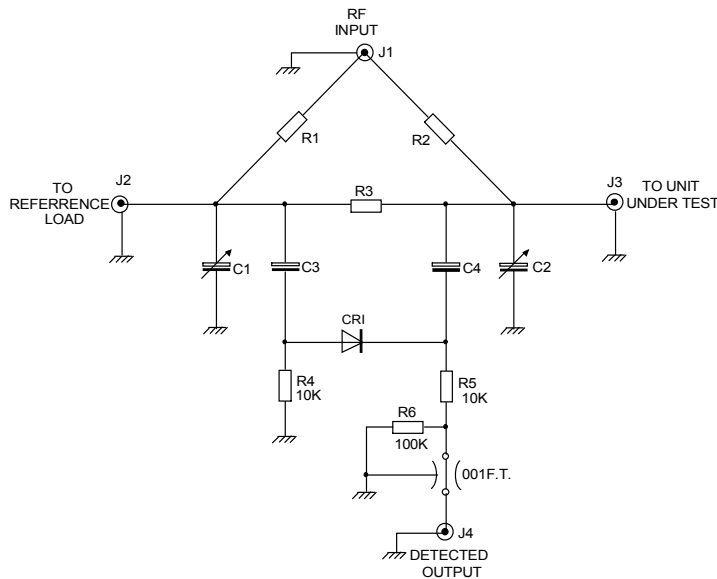 RF
INPUT
J1
R1
R2
J2
TO
REFERRENCE
LOAD
R3
J3
TO UNIT
UNDER TEST
C1
C3
C4
C2
CRI
R4
10K
R5
10K
R6
100K
001F.T.
J4
DETECTED
OUTPUT